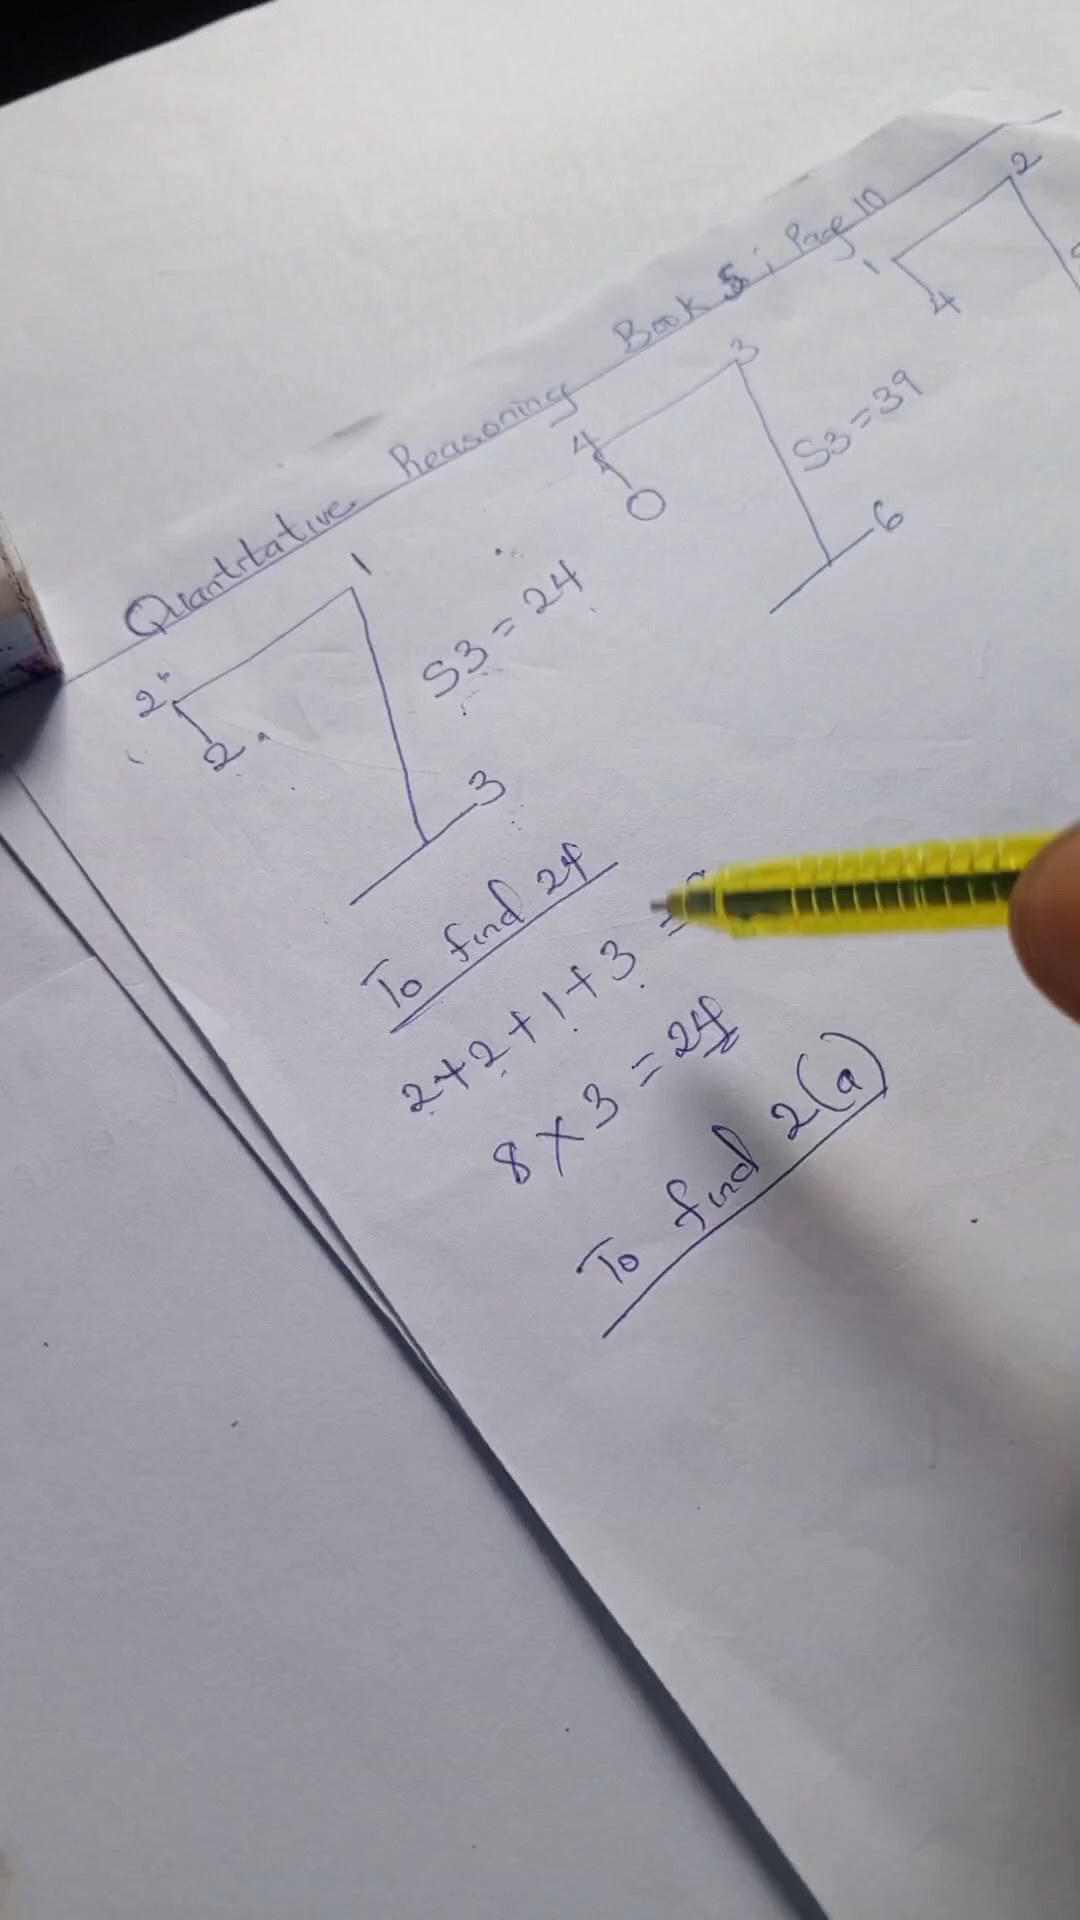 Quantitative Reasoning Book 5; Page 10
2 1 2 3 S3 = 24
4 3 6 S3 = 39
1 2 4
To find 24
2+2+1+3 =
8 x 3 = 24
To find 2(a)